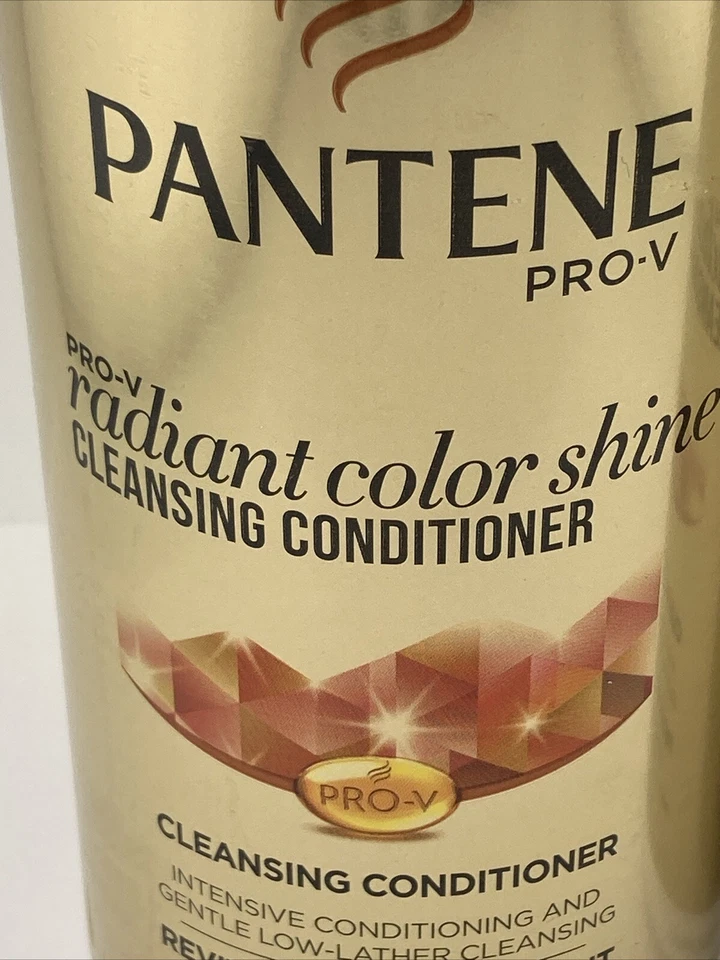 PANTENE
PRO-V
PRO-V
radiant color shine
CLEANSING CONDITIONER
PRO-V
CLEANSING CONDITIONER
INTENSIVE CONDITIONING AND
GENTLE LOW-LATHER CLEANSING